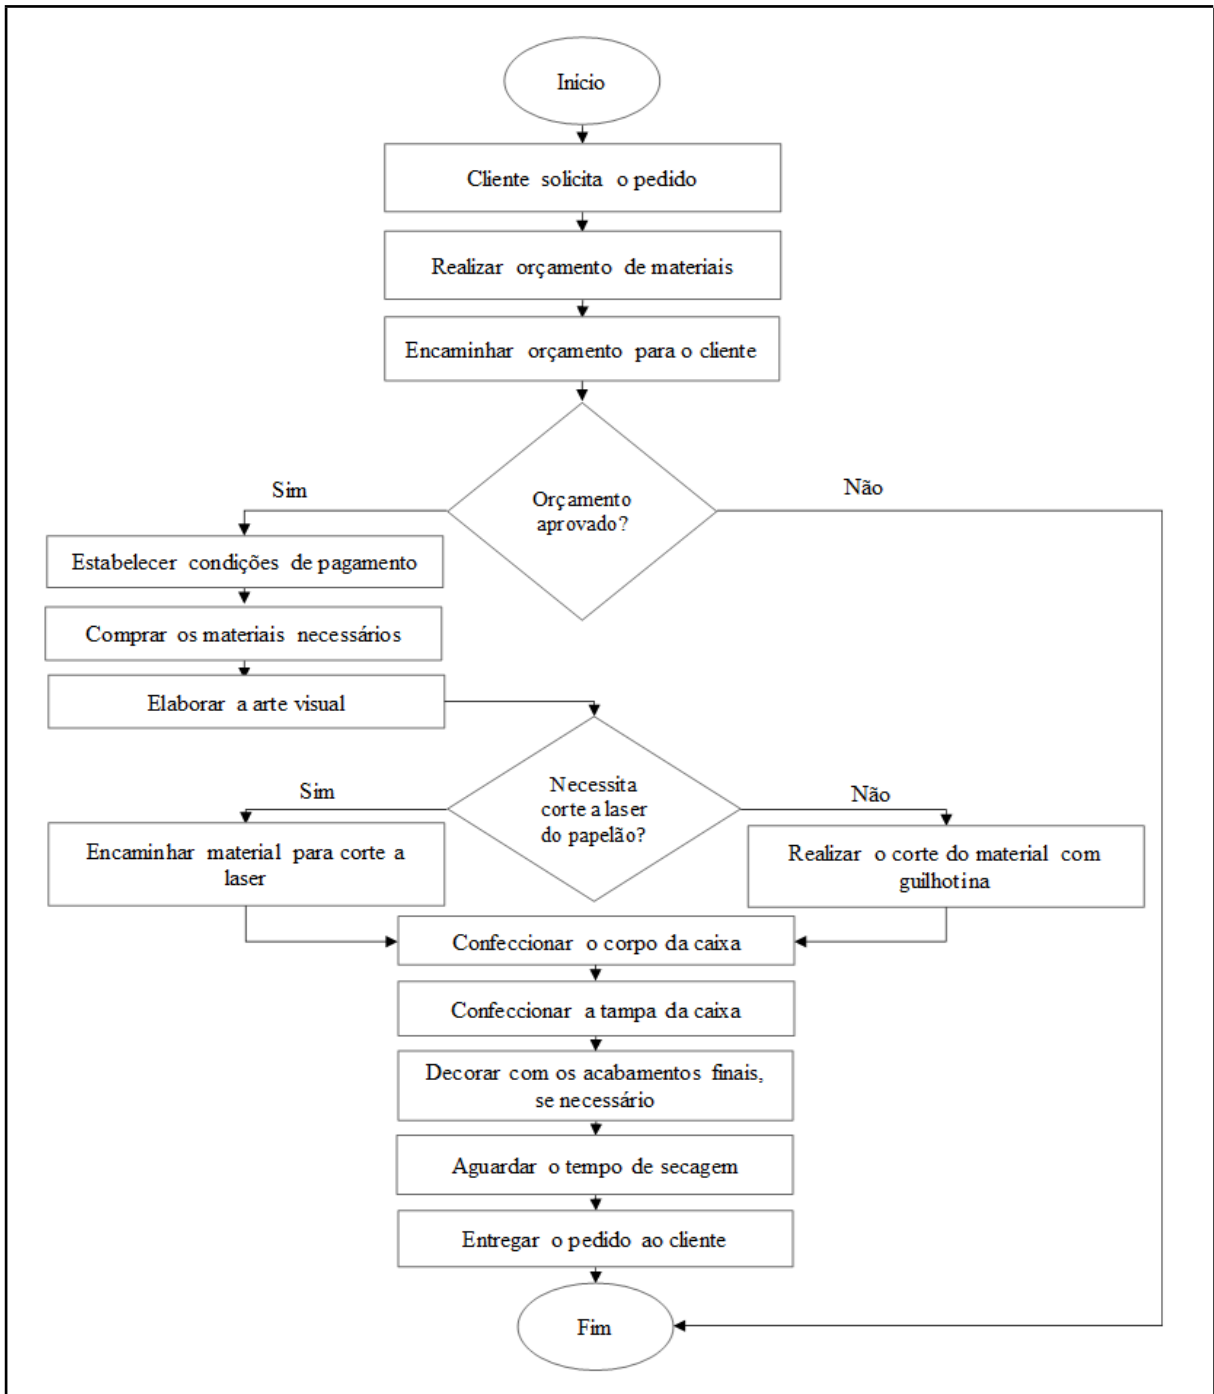 Início
Cliente solicita o pedido
Realizar orçamento de materiais
Encaminhar orçamento para o cliente
Orçamento
aprovado?
Sim
Não
Estabelecer condições de pagamento
Comprar os materiais necessários
Elaborar a arte visual
Necessita
corte a laser
do papelão?
Sim
Não
Encaminhar material para corte a
laser
Realizar o corte do material com
guilhotina
Confeccionar o corpo da caixa
Confeccionar a tampa da caixa
Decorar com os acabamentos finais,
se necessário
Aguardar o tempo de secagem
Entregar o pedido ao cliente
Fim